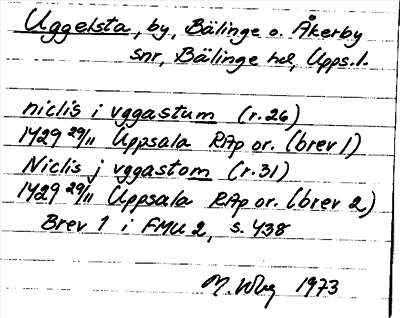 Uggelsta, by, Bälinge o. Åkerby
snr, Bälinge hd, Upps.l.
niclis i vggastum (r.26)
1429 29/11 Uppsala RAp or. (brev 1)
Niclis j vggastom (r.31)
1429 29/11 Uppsala RAp or. (brev 2)
Brev 1 i FMU 2, s. 438
1973